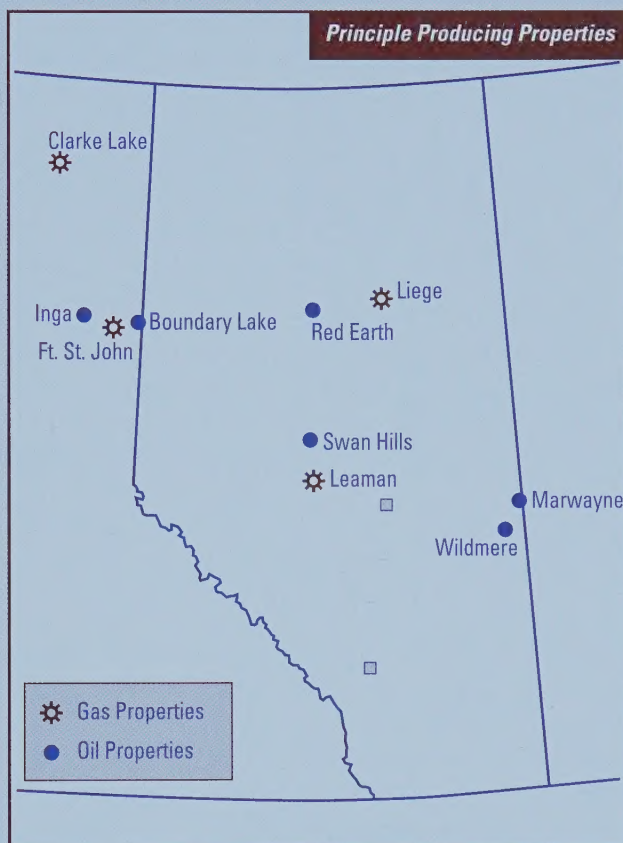 Principle Producing Properties
Clarke Lake
Liege
Inga
Boundary Lake
Red Earth
Ft. St. John
Swan Hills
Leaman
Marwayne
Wildmere
Gas Properties
Oil Properties